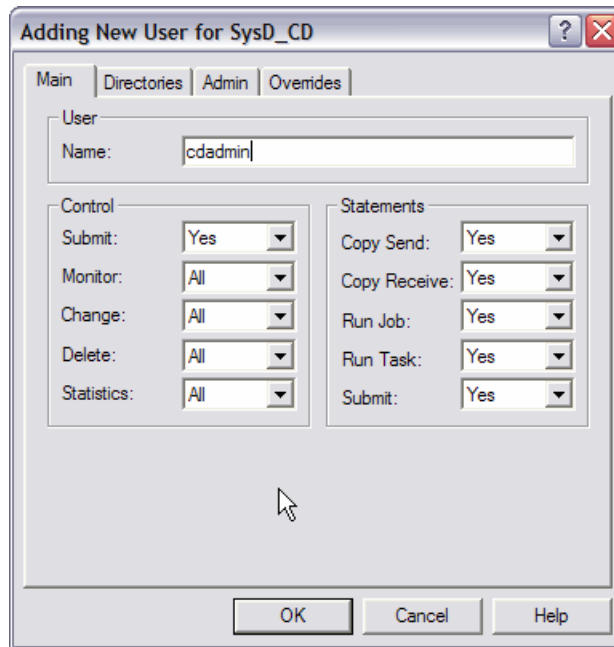 Adding New User for SysD_CD
?
X
Main
Directories
Admin
Overrides
User
Name:
cdadmin
Control
Submit:
Yes
Monitor:
All
Change:
All
Delete:
All
Statistics:
All
Statements
Copy Send:
Yes
Copy Receive:
Yes
Run Job:
Yes
Run Task:
Yes
Submit:
Yes
OK
Cancel
Help